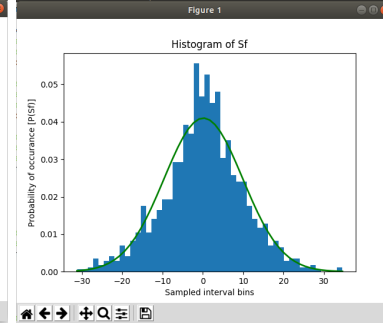 Figure 1
Histogram of Sf
Probability of occurance [P(Sf)]
0.05
0.04
0.03
0.02
0.01
0.00
−30 −20 −10 0 10 20 30
Sampled interval bins